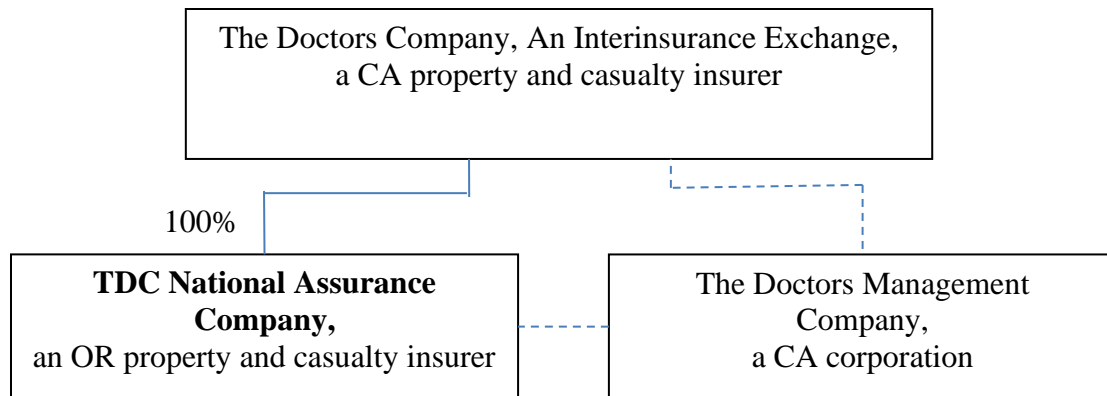 The Doctors Company, An Interinsurance Exchange,
a CA property and casualty insurer
100%
TDC National Assurance
Company,
an OR property and casualty insurer
The Doctors Management
Company,
a CA corporation